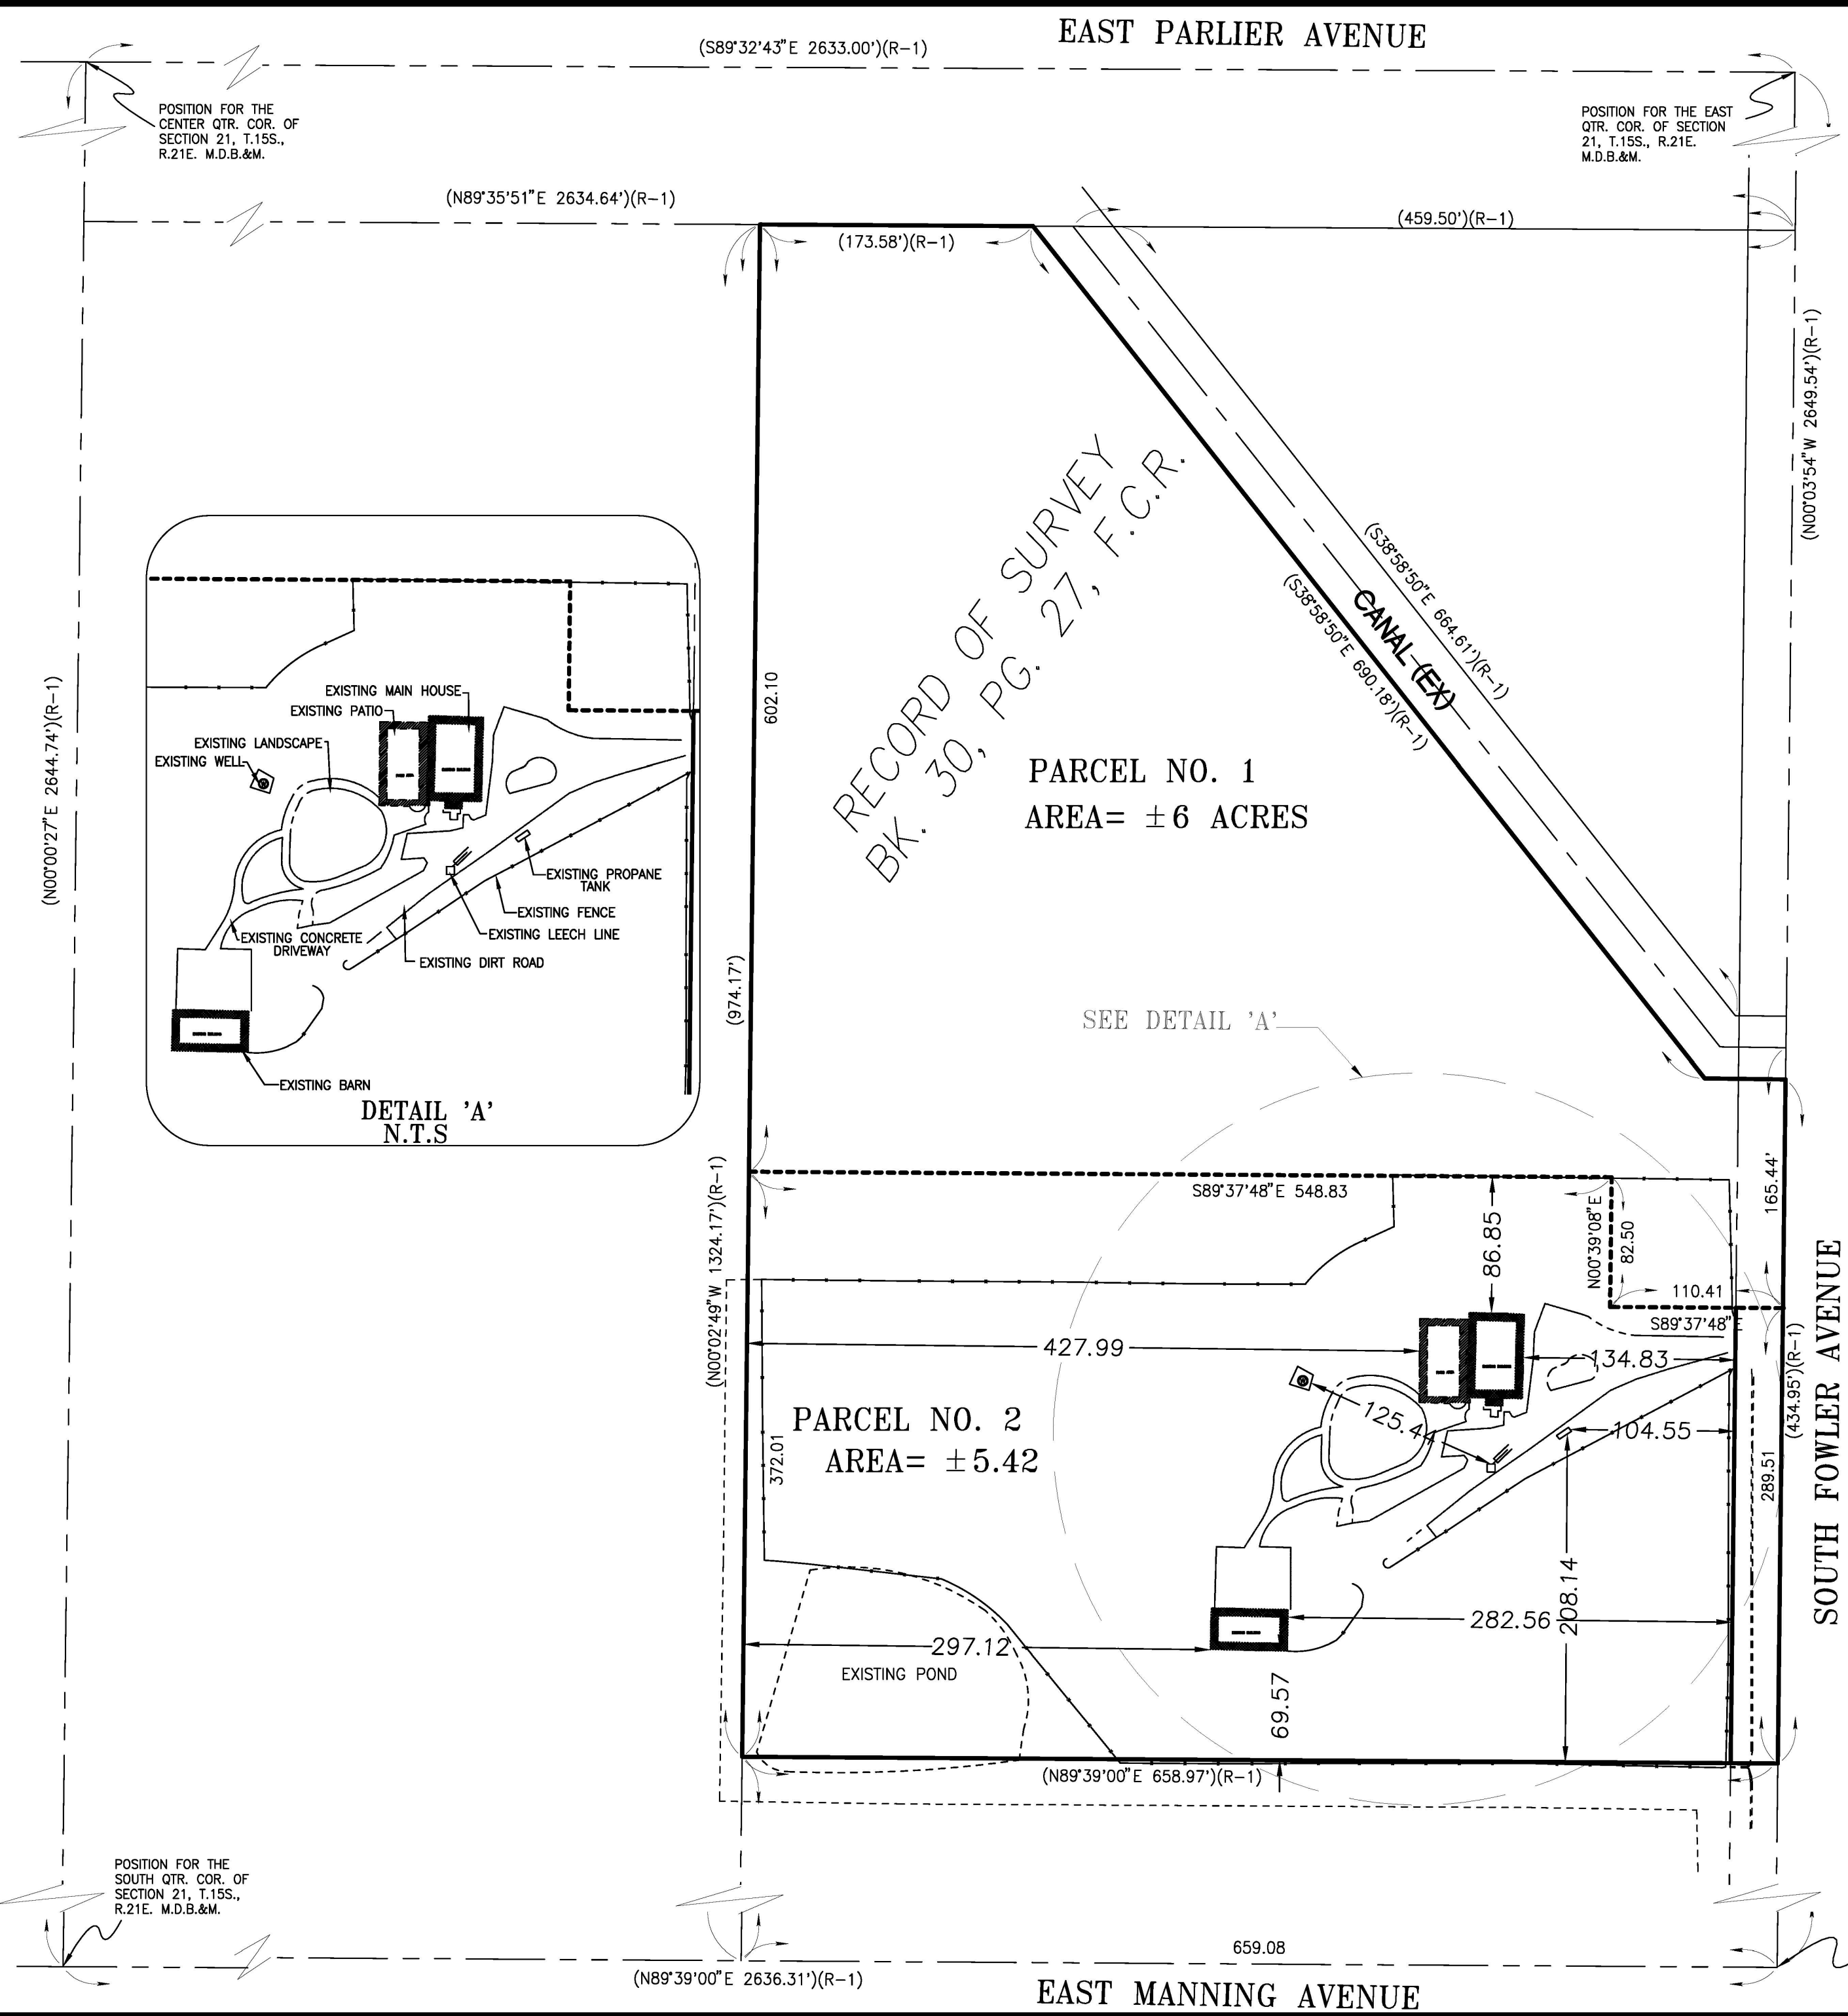 EAST PARLIER AVENUE
(S89°32'43"E 2633.00')(R-1)
POSITION FOR THE
CENTER QTR. COR. OF
SECTION 21, T.15S.,
R.21E. M.D.B.&M.
POSITION FOR THE EAST
QTR. COR. OF SECTION
21, T.15S., R.21E.
M.D.B.&M.
(N89°35'51"E 2634.64')(R-1)
(173.58')(R-1)
(459.50')(R-1)
(N00°03'54"W 2649.54')(R-1)
(N00°00'27"E 2644.74')(R-1)
RECORD OF SURVEY
BK. 30, PG. 27, F.C.R.
(S38°58'50"E 664.61')(R-1)
CANAL (EX)
(S38°58'50"E 690.18')(R-1)
602.10
PARCEL NO. 1
AREA= ±6 ACRES
(974.17')
EXISTING MAIN HOUSE
EXISTING PATIO
EXISTING LANDSCAPE
EXISTING WELL
EXISTING PROPANE
TANK
EXISTING FENCE
EXISTING LEECH LINE
EXISTING CONCRETE
DRIVEWAY
EXISTING DIRT ROAD
EXISTING BARN
DETAIL 'A'
N.T.S
SEE DETAIL 'A'
165.44'
S89°37'48"E 548.83
N00°39'08"E
82.50
86.85
110.41
S89°37'48"E
(N00°02'49"W 1324.17')(R-1)
427.99
134.83
(434.95')(R-1)
SOUTH FOWLER AVENUE
125.44
104.55
PARCEL NO. 2
AREA= ±5.42
372.01
289.51
208.14
282.56
297.12
EXISTING POND
69.57
(N89°39'00"E 658.97')(R-1)
POSITION FOR THE
SOUTH QTR. COR. OF
SECTION 21, T.15S.,
R.21E. M.D.B.&M.
659.08
(N89°39'00"E 2636.31')(R-1)
EAST MANNING AVENUE